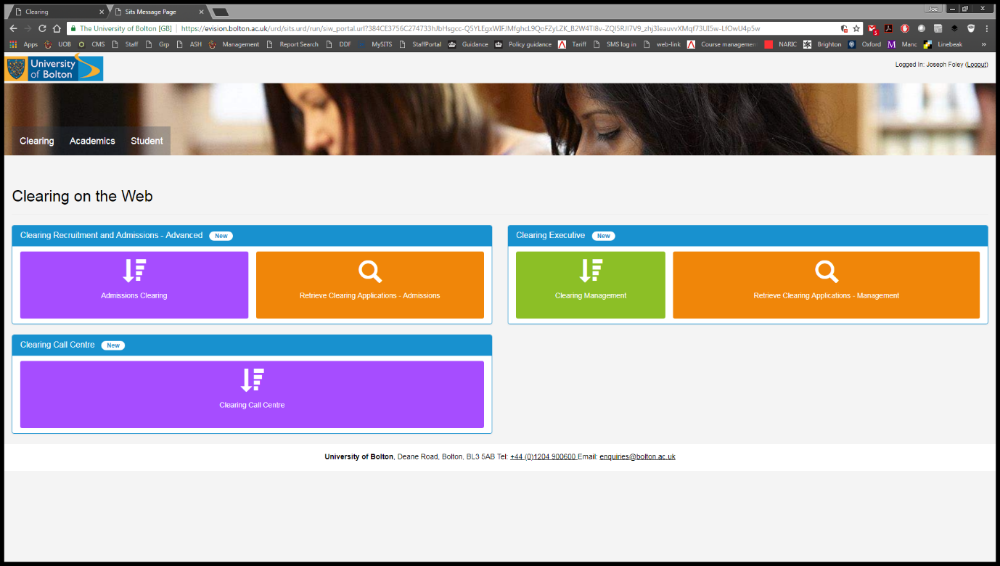 Clearing
Sits Message Page
Joe
The University of Bolton [GB] https://evision.bolton.ac.uk/urd/sits.urd/run/siw_portal.url?
5
Apps UOB CMS Staff Grp ASH Management Report Search DDF MySITS StaffPortal Guidance Policy guidance Tariff SMS log in web-link Course management NARIC Brighton Oxford Manc Linebeak »
University
of Bolton
Logged In: Joseph Foley (Logout)
Clearing Academics Student
Clearing on the Web
Clearing Recruitment and Admissions - Advanced New
Clearing Executive New
Admissions Clearing
Retrieve Clearing Applications - Admissions
Clearing Management
Retrieve Clearing Applications - Management
Clearing Call Centre New
Clearing Call Centre
University of Bolton, Deane Road, Bolton, BL3 5AB Tel: +44 (0)1204 900600 Email: enquiries@bolton.ac.uk